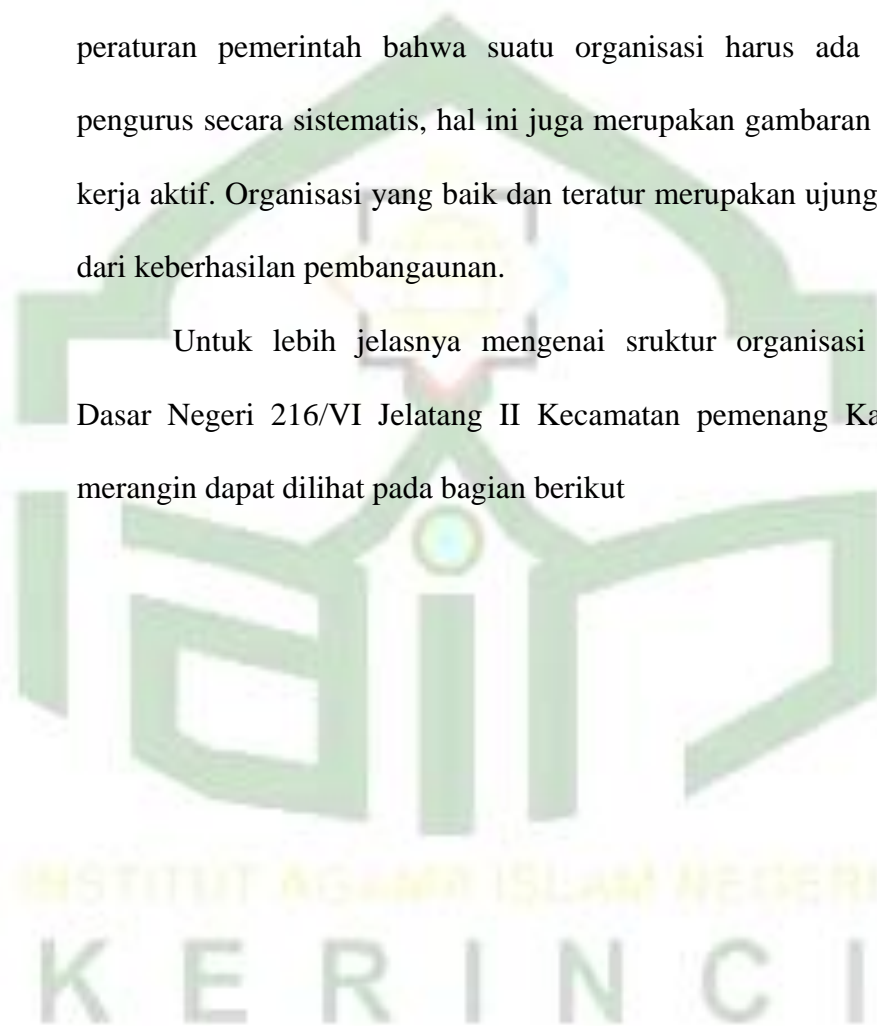 peraturan pemerintah bahwa suatu organisasi harus ada
pengurus secara sistematis, hal ini juga merupakan gambaran
kerja aktif. Organisasi yang baik dan teratur merupakan ujung
dari keberhasilan pembangaunan.
Untuk lebih jelasnya mengenai sruktur organisasi
Dasar Negeri 216/VI Jelatang II Kecamatan pemenang Ka
merangin dapat dilihat pada bagian berikut
iain
INSTITUT AGAMA ISLAM NEGERI
KERINCI